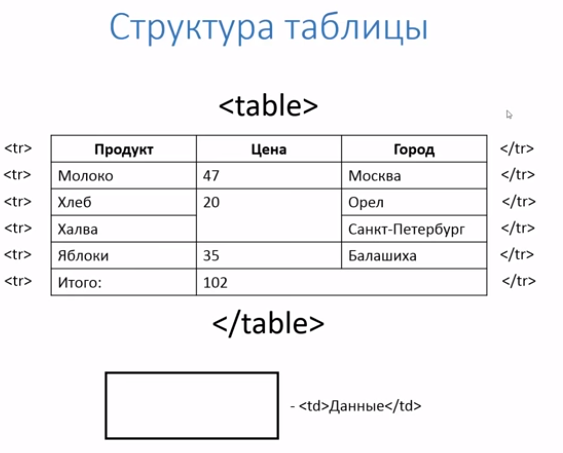 Структура таблицы
<table>
<tr> Продукт Цена Город </tr>
<tr> Молоко 47 Москва </tr>
<tr> Хлеб 20 Орел </tr>
<tr> Халва Санкт-Петербург </tr>
<tr> Яблоки 35 Балашиха </tr>
<tr> Итого: 102 </tr>
</table>
- <td>Данные</td>